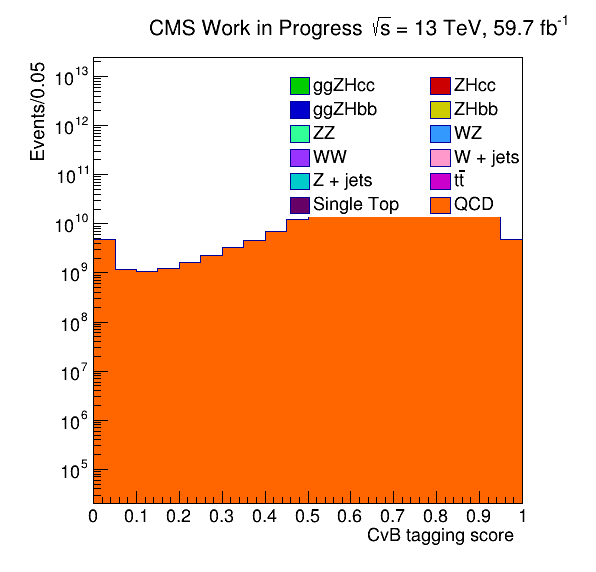 CMS Work in Progress √s = 13 TeV, 59.7 fb⁻¹
Events/0.05
10¹³
10¹²
10¹¹
10¹⁰
10⁹
10⁸
10⁷
10⁶
10⁵
ggZHcc ZHcc
ggZHbb ZHbb
ZZ WZ
WW W + jets
Z + jets tt̄
Single Top QCD
0 0.1 0.2 0.3 0.4 0.5 0.6 0.7 0.8 0.9 1
CvB tagging score